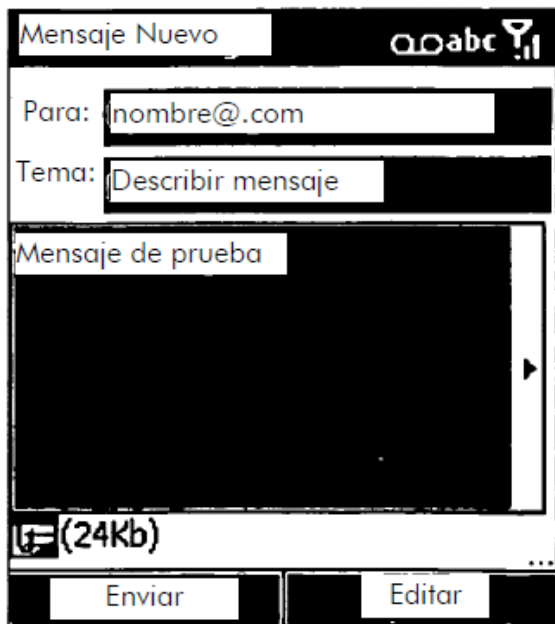 Mensaje Nuevo abc
Para: nombre@.com
Tema: Describir mensaje
Mensaje de prueba
(24Kb)
...
Enviar Editar